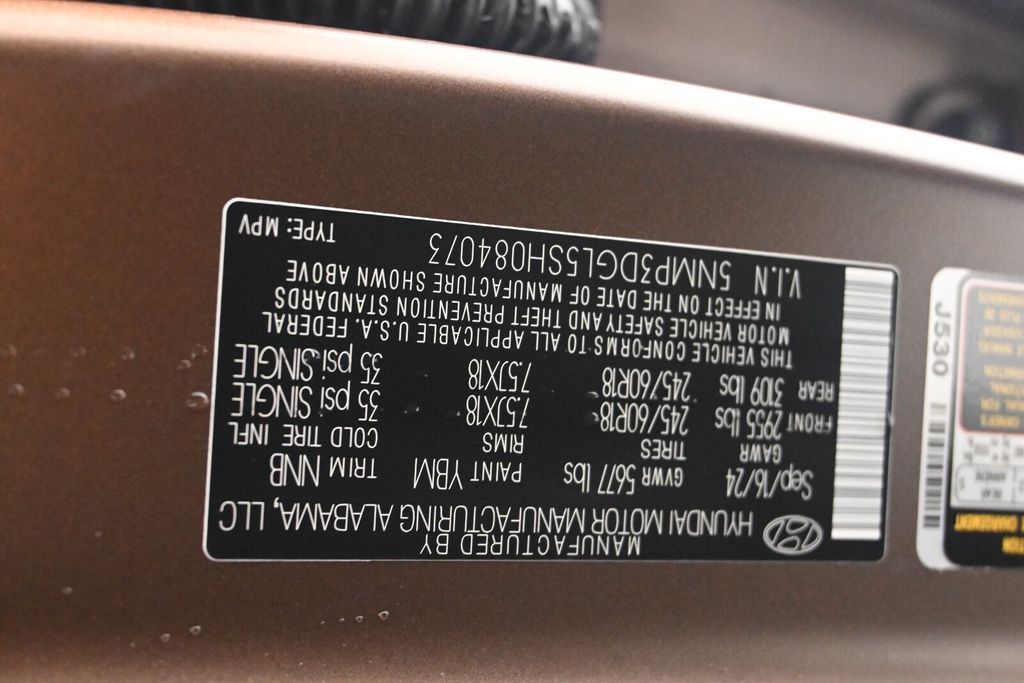 MANUFACTURED BY
HYUNDAI MOTOR MANUFACTURING ALABAMA, LLC
Sep/16/24 GVWR 5677 lbs PAINT YBM TRIM NNB
GAWR TIRES RIMS COLD TIRE INFL
FRONT 2955 lbs 245/60R18 7.5JX18 35 psi SINGLE
REAR 3109 lbs 245/60R18 7.5JX18 35 psi SINGLE
THIS VEHICLE CONFORMS TO ALL APPLICABLE U.S.A. FEDERAL
MOTOR VEHICLE SAFETY AND THEFT PREVENTION STANDARDS
IN EFFECT ON THE DATE OF MANUFACTURE SHOWN ABOVE
V.I.N 5NMP3DGL5SH084073
TYPE: MPV
J530